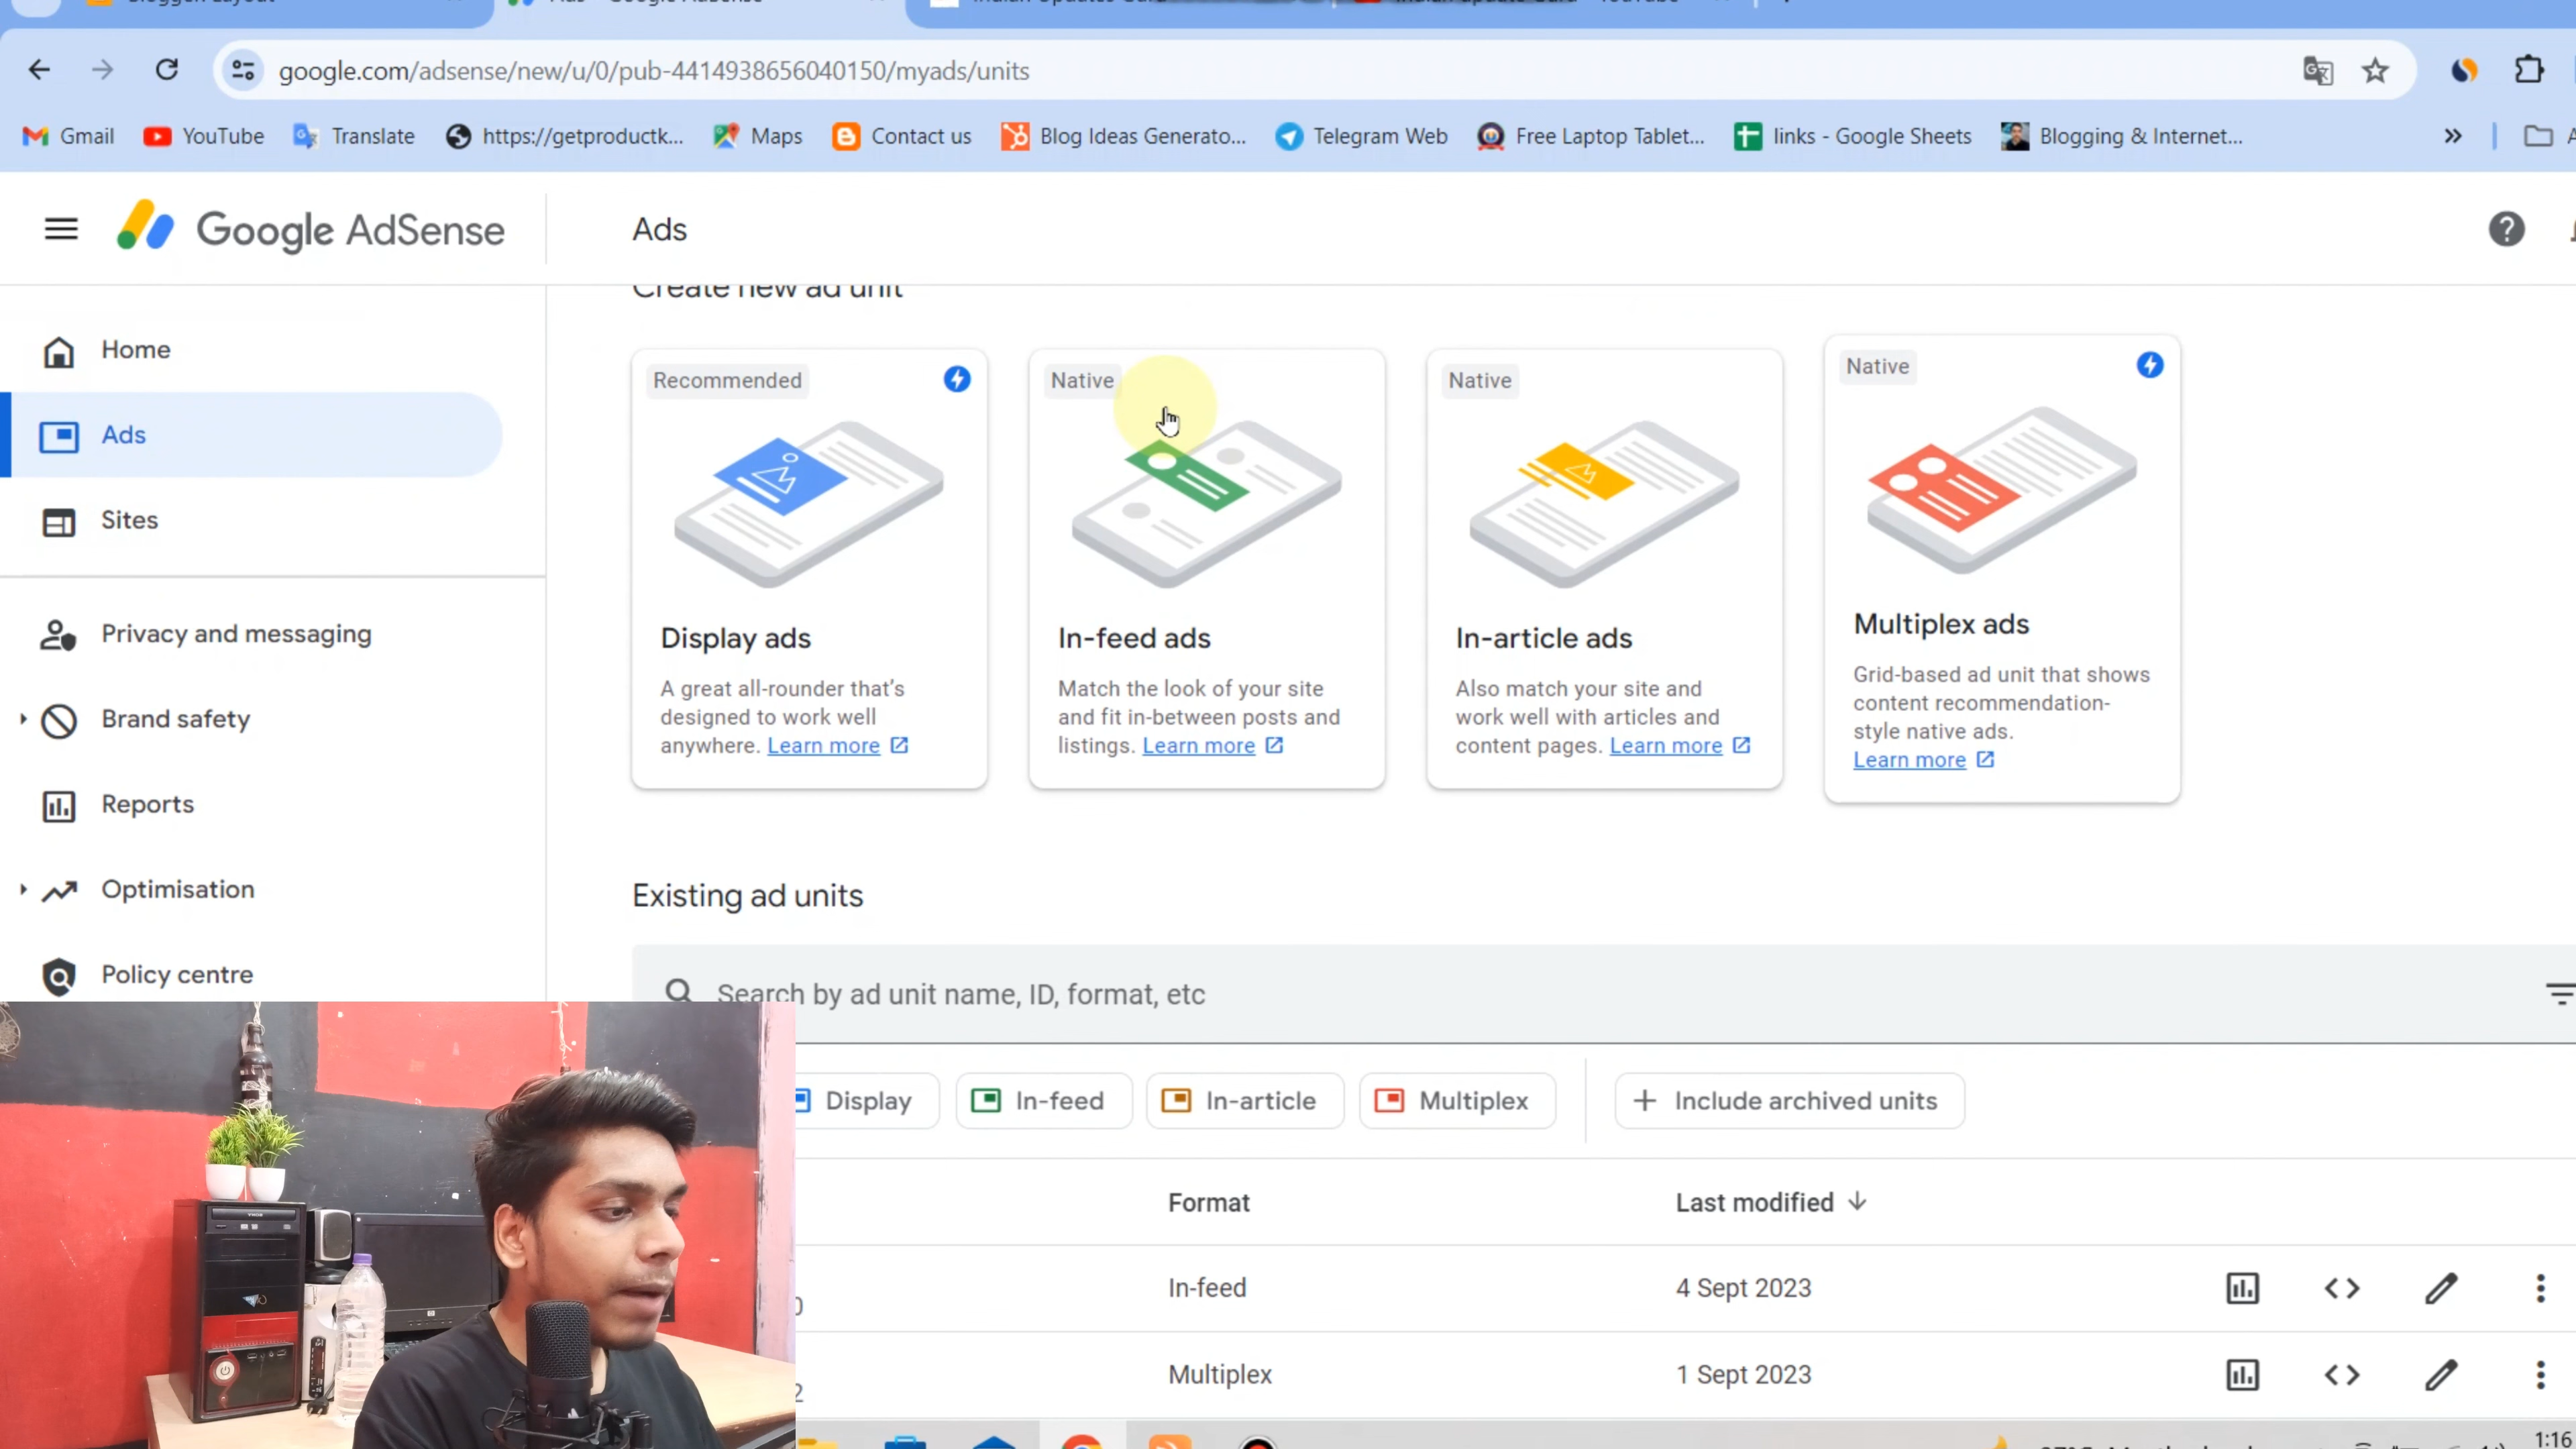 google.com/adsense/new/u/0/pub-4414938656040150/myads/units
Gmail YouTube Translate https://getproductk... Maps Contact us Blog Ideas Generato... Telegram Web Free Laptop Tablet... links - Google Sheets Blogging & Internet... »
Google AdSense Ads
Create new ad unit
Home
Ads
Sites
Privacy and messaging
Brand safety
Reports
Optimisation
Policy centre
Recommended
Display ads
A great all-rounder that's
designed to work well
anywhere. Learn more
Native
In-feed ads
Match the look of your site
and fit in-between posts and
listings. Learn more
Native
In-article ads
Also match your site and
work well with articles and
content pages. Learn more
Native
Multiplex ads
Grid-based ad unit that shows
content recommendation-
style native ads.
Learn more
Existing ad units
Search by ad unit name, ID, format, etc
Display In-feed In-article Multiplex + Include archived units
Format Last modified
In-feed 4 Sept 2023
Multiplex 1 Sept 2023
1:16